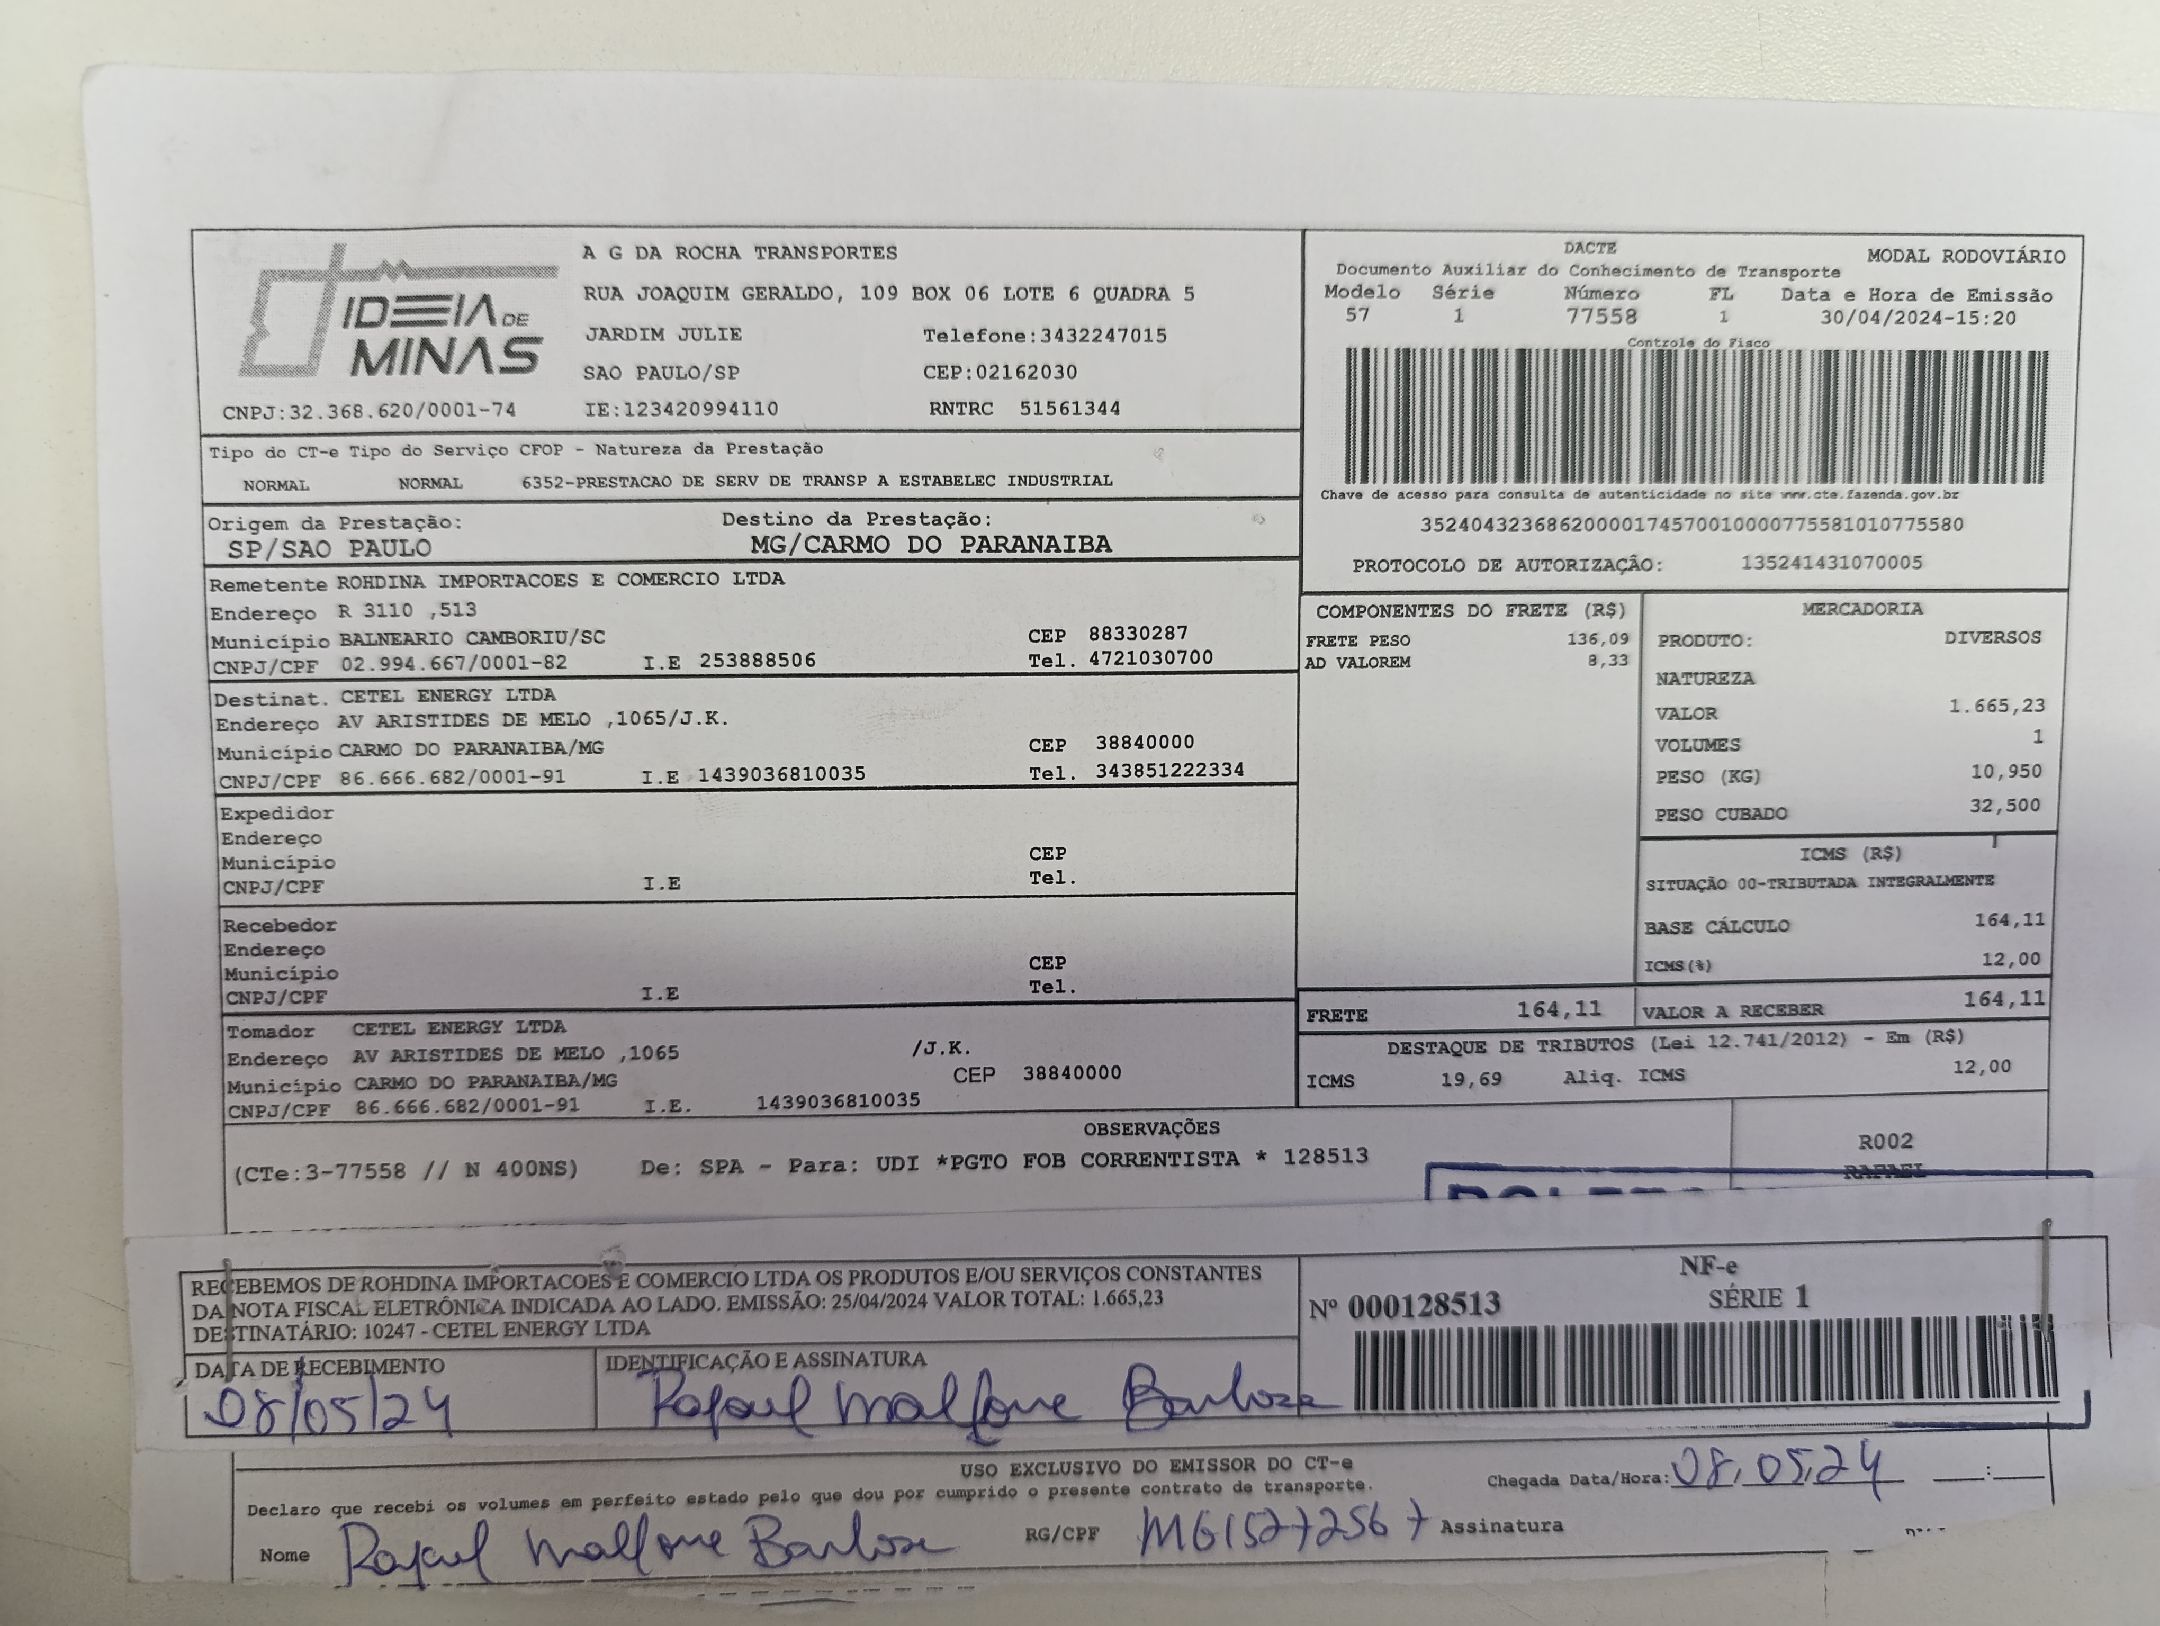 IDEIA DE MINAS
CNPJ:32.368.620/0001-74
A G DA ROCHA TRANSPORTES
RUA JOAQUIM GERALDO, 109 BOX 06 LOTE 6 QUADRA 5
JARDIM JULIE Telefone:3432247015
SAO PAULO/SP CEP:02162030
IE:123420994110 RNTRC 51561344
DACTE MODAL RODOVIÁRIO
Documento Auxiliar do Conhecimento de Transporte
Modelo Série Número FL Data e Hora de Emissão
57 1 77558 1 30/04/2024-15:20
Controle do Fisco
Chave de acesso para consulta de autenticidade no site www.cte.fazenda.gov.br
35240432368620000174570010000775581010775580
PROTOCOLO DE AUTORIZAÇÃO: 135241431070005
Tipo do CT-e Tipo do Serviço CFOP - Natureza da Prestação
NORMAL NORMAL 6352-PRESTACAO DE SERV DE TRANSP A ESTABELEC INDUSTRIAL
Origem da Prestação: Destino da Prestação:
SP/SAO PAULO MG/CARMO DO PARANAIBA
Remetente ROHDINA IMPORTACOES E COMERCIO LTDA
Endereço R 3110 ,513
Município BALNEARIO CAMBORIU/SC CEP 88330287
CNPJ/CPF 02.994.667/0001-82 I.E 253888506 Tel. 4721030700
Destinat. CETEL ENERGY LTDA
Endereço AV ARISTIDES DE MELO ,1065/J.K.
Município CARMO DO PARANAIBA/MG CEP 38840000
CNPJ/CPF 86.666.682/0001-91 I.E 1439036810035 Tel. 343851222334
Expedidor
Endereço
Município CEP
CNPJ/CPF I.E Tel.
Recebedor
Endereço
Município CEP
CNPJ/CPF I.E Tel.
Tomador CETEL ENERGY LTDA
Endereço AV ARISTIDES DE MELO ,1065 /J.K.
Município CARMO DO PARANAIBA/MG CEP 38840000
CNPJ/CPF 86.666.682/0001-91 I.E. 1439036810035
COMPONENTES DO FRETE (R$)
FRETE PESO 136,09
AD VALOREM 8,33
MERCADORIA
PRODUTO: DIVERSOS
NATUREZA
VALOR 1.665,23
VOLUMES 1
PESO (KG) 10,950
PESO CUBADO 32,500
ICMS (R$)
SITUAÇÃO 00-TRIBUTADA INTEGRALMENTE
BASE CÁLCULO 164,11
ICMS(%) 12,00
FRETE 164,11 VALOR A RECEBER 164,11
DESTAQUE DE TRIBUTOS (Lei 12.741/2012) - Em (R$)
ICMS 19,69 Aliq. ICMS 12,00
OBSERVAÇÕES
(CTe:3-77558 // N 400NS) De: SPA - Para: UDI *PGTO FOB CORRENTISTA * 128513
R002
RAFAEL
RECEBEMOS DE ROHDINA IMPORTACOES E COMERCIO LTDA OS PRODUTOS E/OU SERVIÇOS CONSTANTES
DA NOTA FISCAL ELETRÔNICA INDICADA AO LADO. EMISSÃO: 25/04/2024 VALOR TOTAL: 1.665,23
DESTINATÁRIO: 10247 - CETEL ENERGY LTDA
NF-e
Nº 000128513 SÉRIE 1
DATA DE RECEBIMENTO IDENTIFICAÇÃO E ASSINATURA
08/05/24 Rafael Malfone Barbosa
USO EXCLUSIVO DO EMISSOR DO CT-e
Chegada Data/Hora: 08,05,24 :
Declaro que recebi os volumes em perfeito estado pelo que dou por cumprido o presente contrato de transporte.
Nome Rafael Malfone Barbosa RG/CPF MG15272567 Assinatura